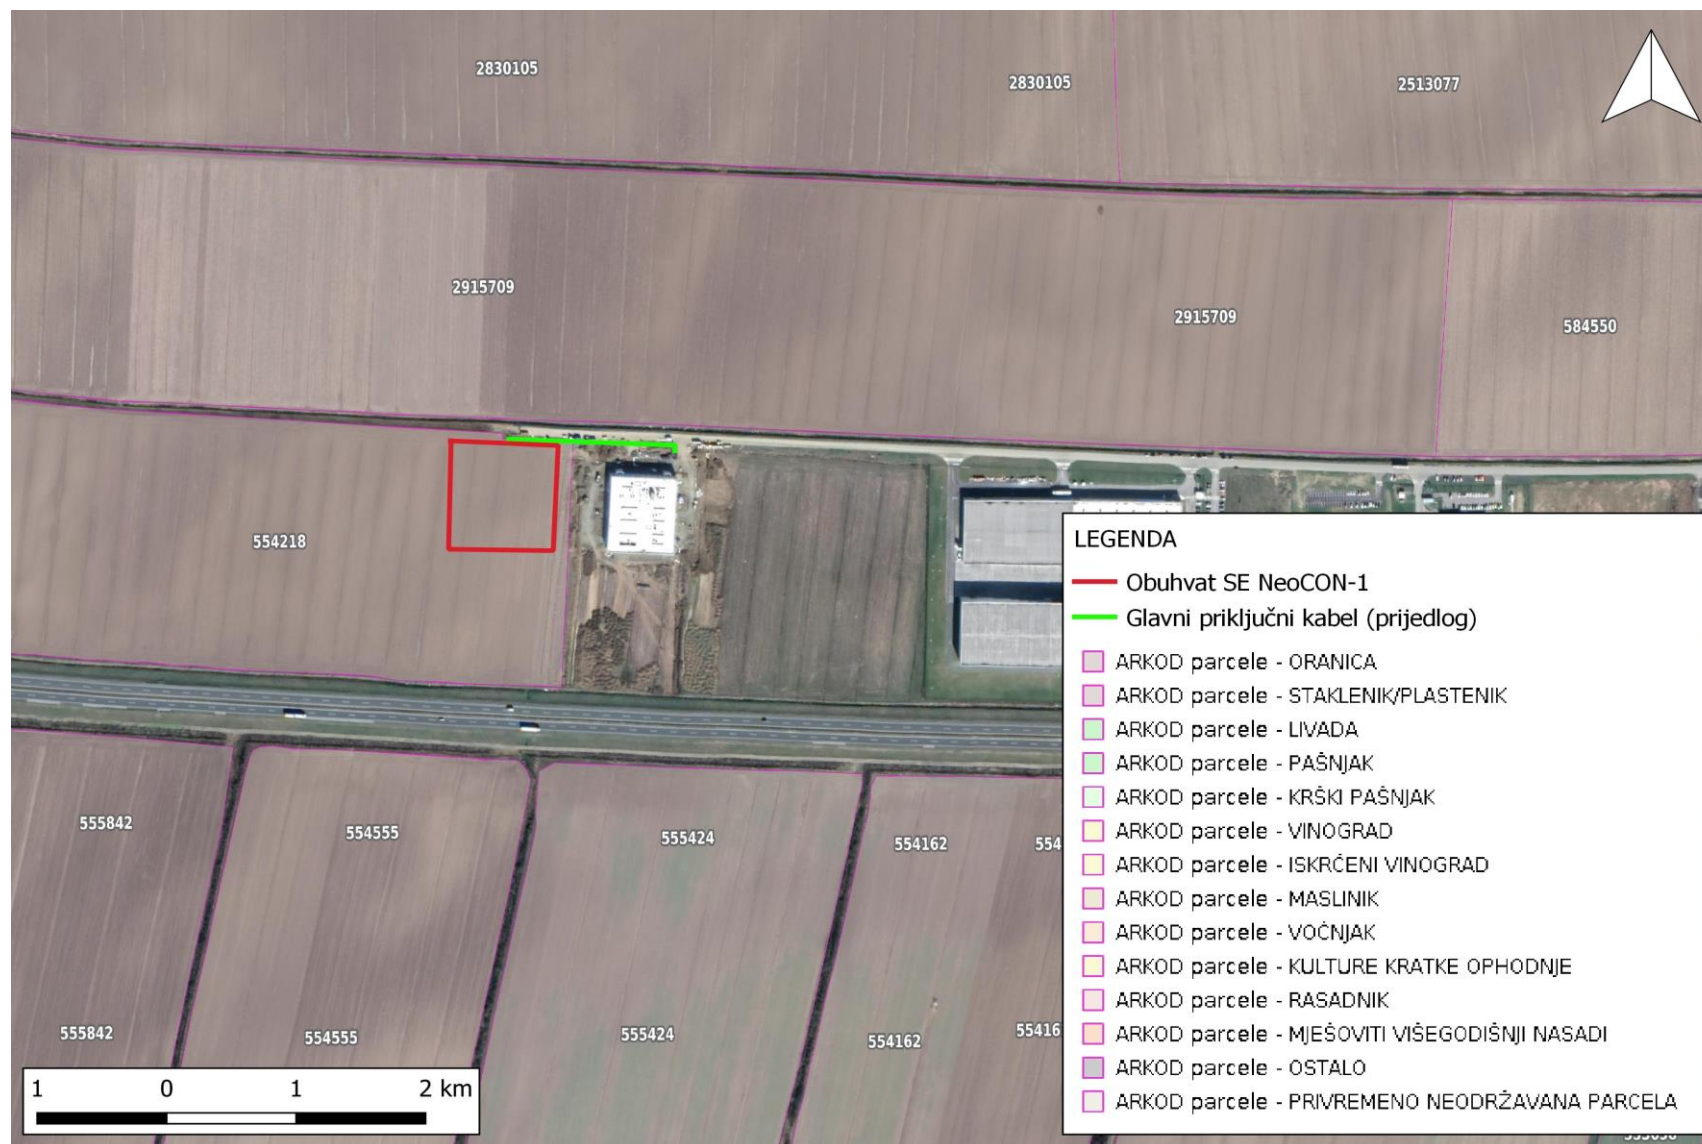 2830105
2830105
2513077
2915709
2915709
584550
554218
LEGENDA
Obuhvat SE NeoCON-1
Glavni priključni kabel (prijedlog)
ARKOD parcele - ORANICA
ARKOD parcele - STAKLENIK/PLASTENIK
ARKOD parcele - LIVADA
ARKOD parcele - PAŠNJAK
ARKOD parcele - KRŠKI PAŠNJAK
ARKOD parcele - VINOGRAD
ARKOD parcele - ISKRČENI VINOGRAD
ARKOD parcele - MASLINIK
ARKOD parcele - VOĆNJAK
ARKOD parcele - KULTURE KRATKE OPHODNJE
ARKOD parcele - RASADNIK
ARKOD parcele - MJEŠOVITI VIŠEGODIŠNJI NASADI
ARKOD parcele - OSTALO
ARKOD parcele - PRIVREMENO NEODRŽAVANA PARCELA
555842
554555
555424
554162
554
555842
554555
555424
554162
55416
1 0 1 2 km